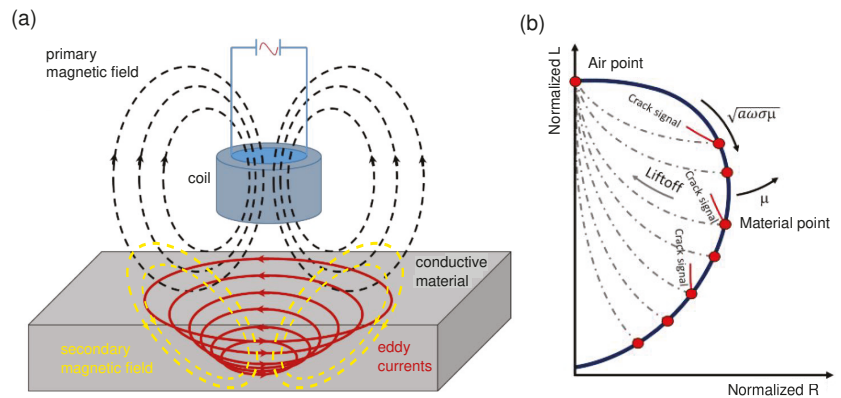 (a)
primary
magnetic field
coil
conductive
material
secondary
magnetic field
eddy
currents
(b)
Normalized L
Air point
Crack signal
√aωσμ
Liftoff
μ
Crack signal
Material point
Crack signal
Normalized R